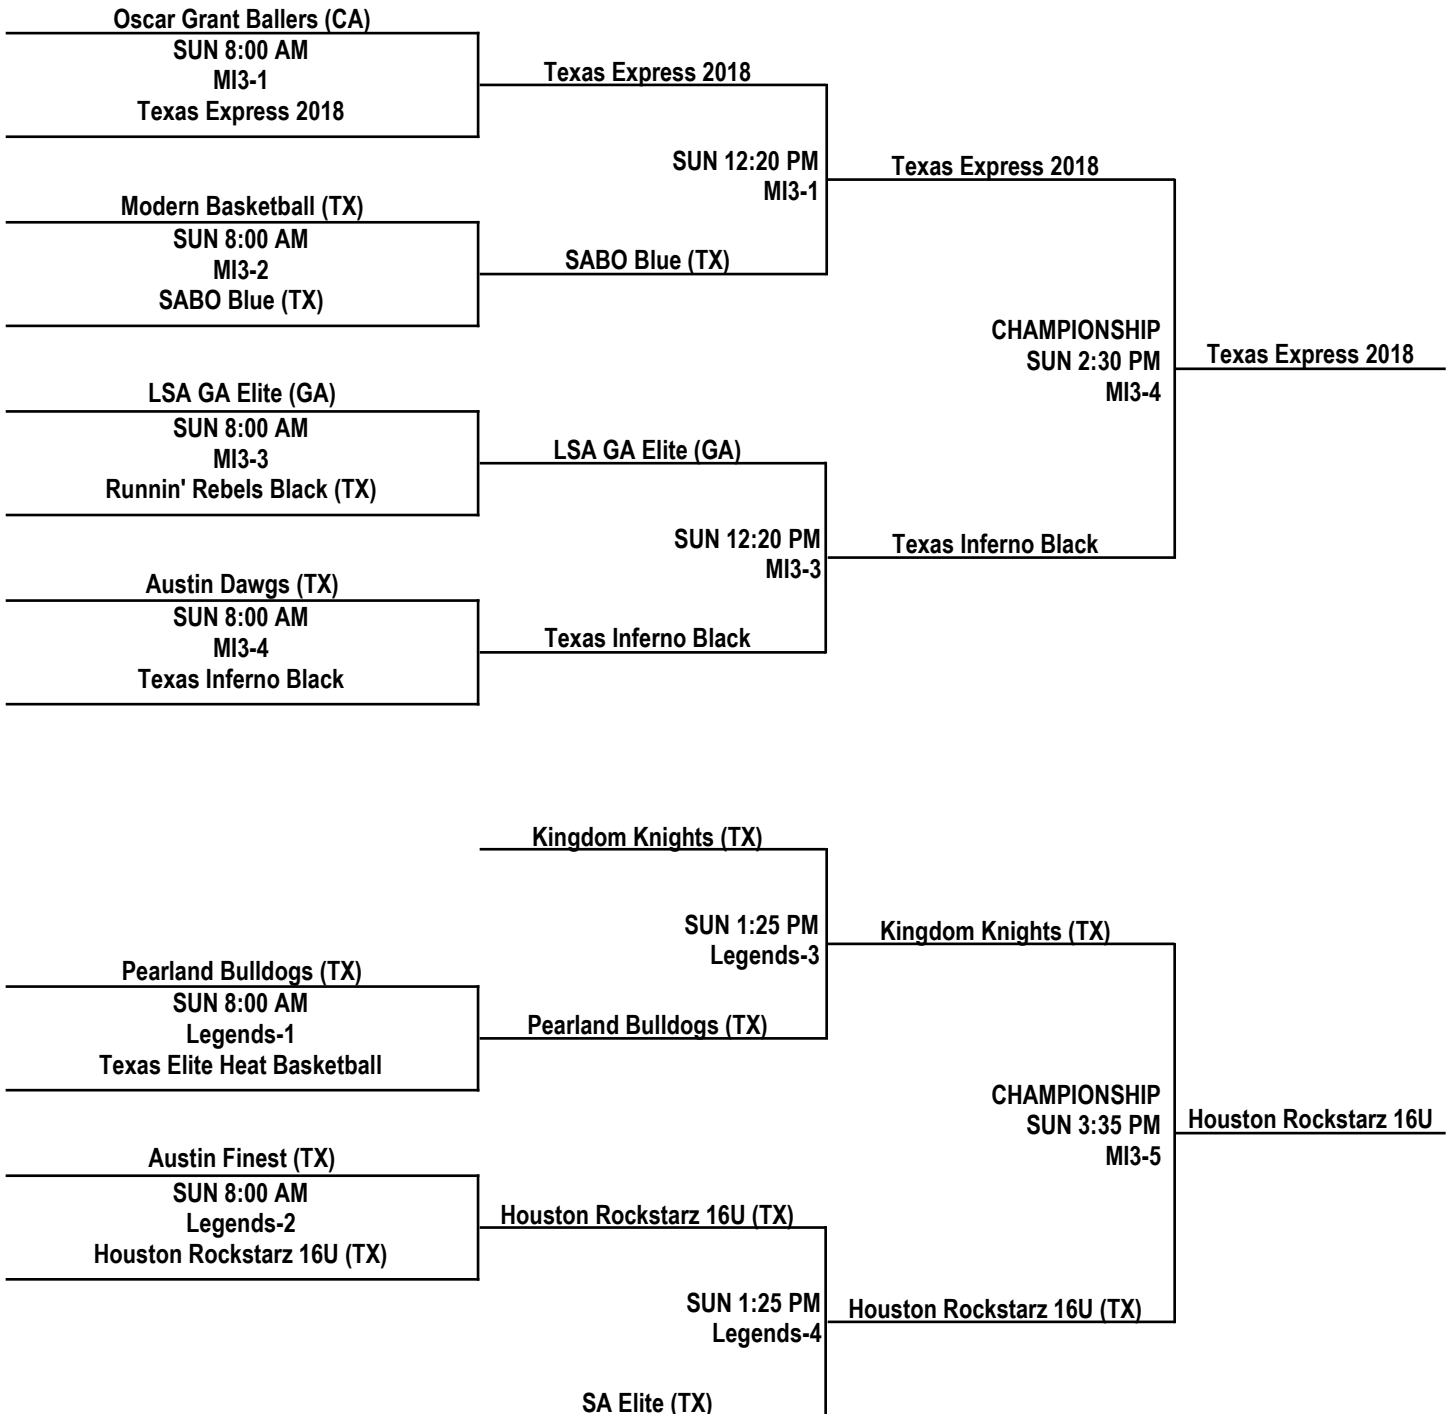 Oscar Grant Ballers (CA)
SUN 8:00 AM
MI3-1
Texas Express 2018
Texas Express 2018
SUN 12:20 PM
MI3-1
Texas Express 2018
Modern Basketball (TX)
SUN 8:00 AM
MI3-2
SABO Blue (TX)
SABO Blue (TX)
CHAMPIONSHIP
SUN 2:30 PM
MI3-4
Texas Express 2018
LSA GA Elite (GA)
SUN 8:00 AM
MI3-3
Runnin' Rebels Black (TX)
LSA GA Elite (GA)
SUN 12:20 PM
MI3-3
Texas Inferno Black
Austin Dawgs (TX)
SUN 8:00 AM
MI3-4
Texas Inferno Black
Texas Inferno Black
Kingdom Knights (TX)
SUN 1:25 PM
Legends-3
Kingdom Knights (TX)
Pearland Bulldogs (TX)
SUN 8:00 AM
Legends-1
Texas Elite Heat Basketball
Pearland Bulldogs (TX)
CHAMPIONSHIP
SUN 3:35 PM
MI3-5
Houston Rockstarz 16U
Austin Finest (TX)
SUN 8:00 AM
Legends-2
Houston Rockstarz 16U (TX)
Houston Rockstarz 16U (TX)
SUN 1:25 PM
Legends-4
Houston Rockstarz 16U (TX)
SA Elite (TX)